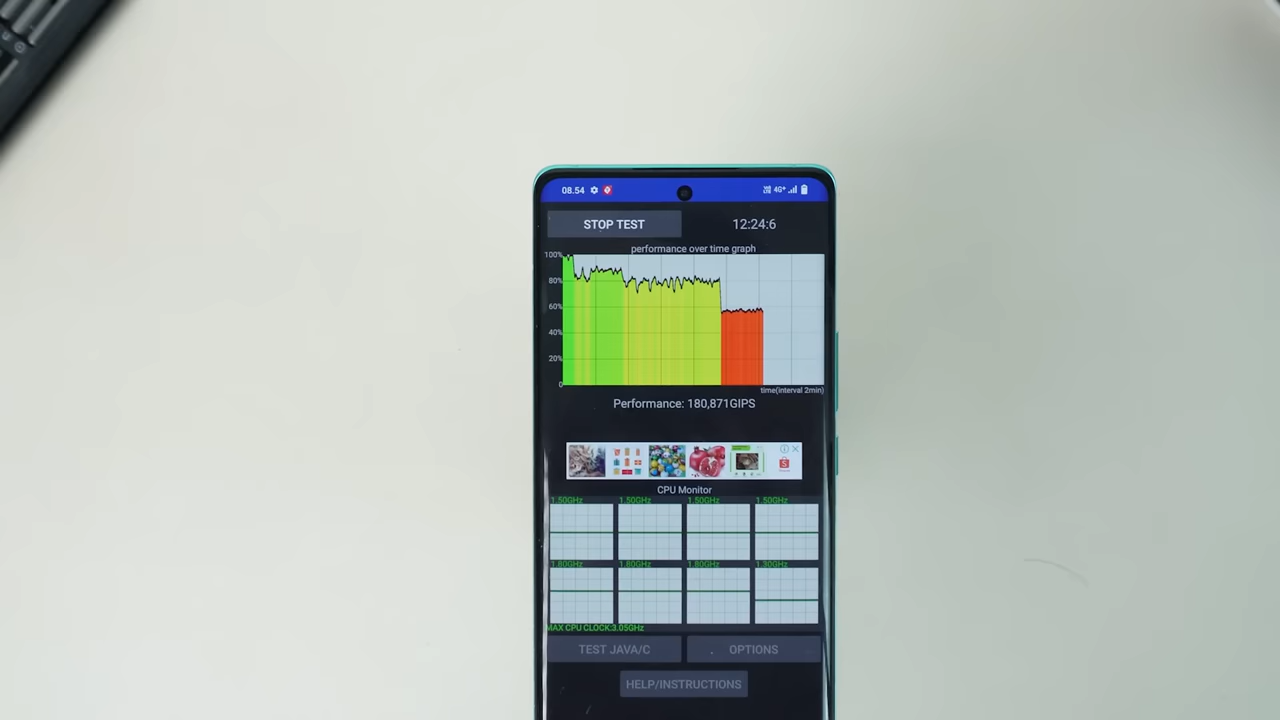 08.54 4G+
STOP TEST 12:24:6
performance over time graph
100%
80%
60%
40%
20%
0
time(interval 2min)
Performance: 180,871GIPS
CPU Monitor
1.50GHz 1.50GHz 1.50GHz 1.50GHz
1.80GHz 1.80GHz 1.80GHz 1.30GHz
MAX CPU CLOCK:3.05GHz
TEST JAVA/C OPTIONS
HELP/INSTRUCTIONS